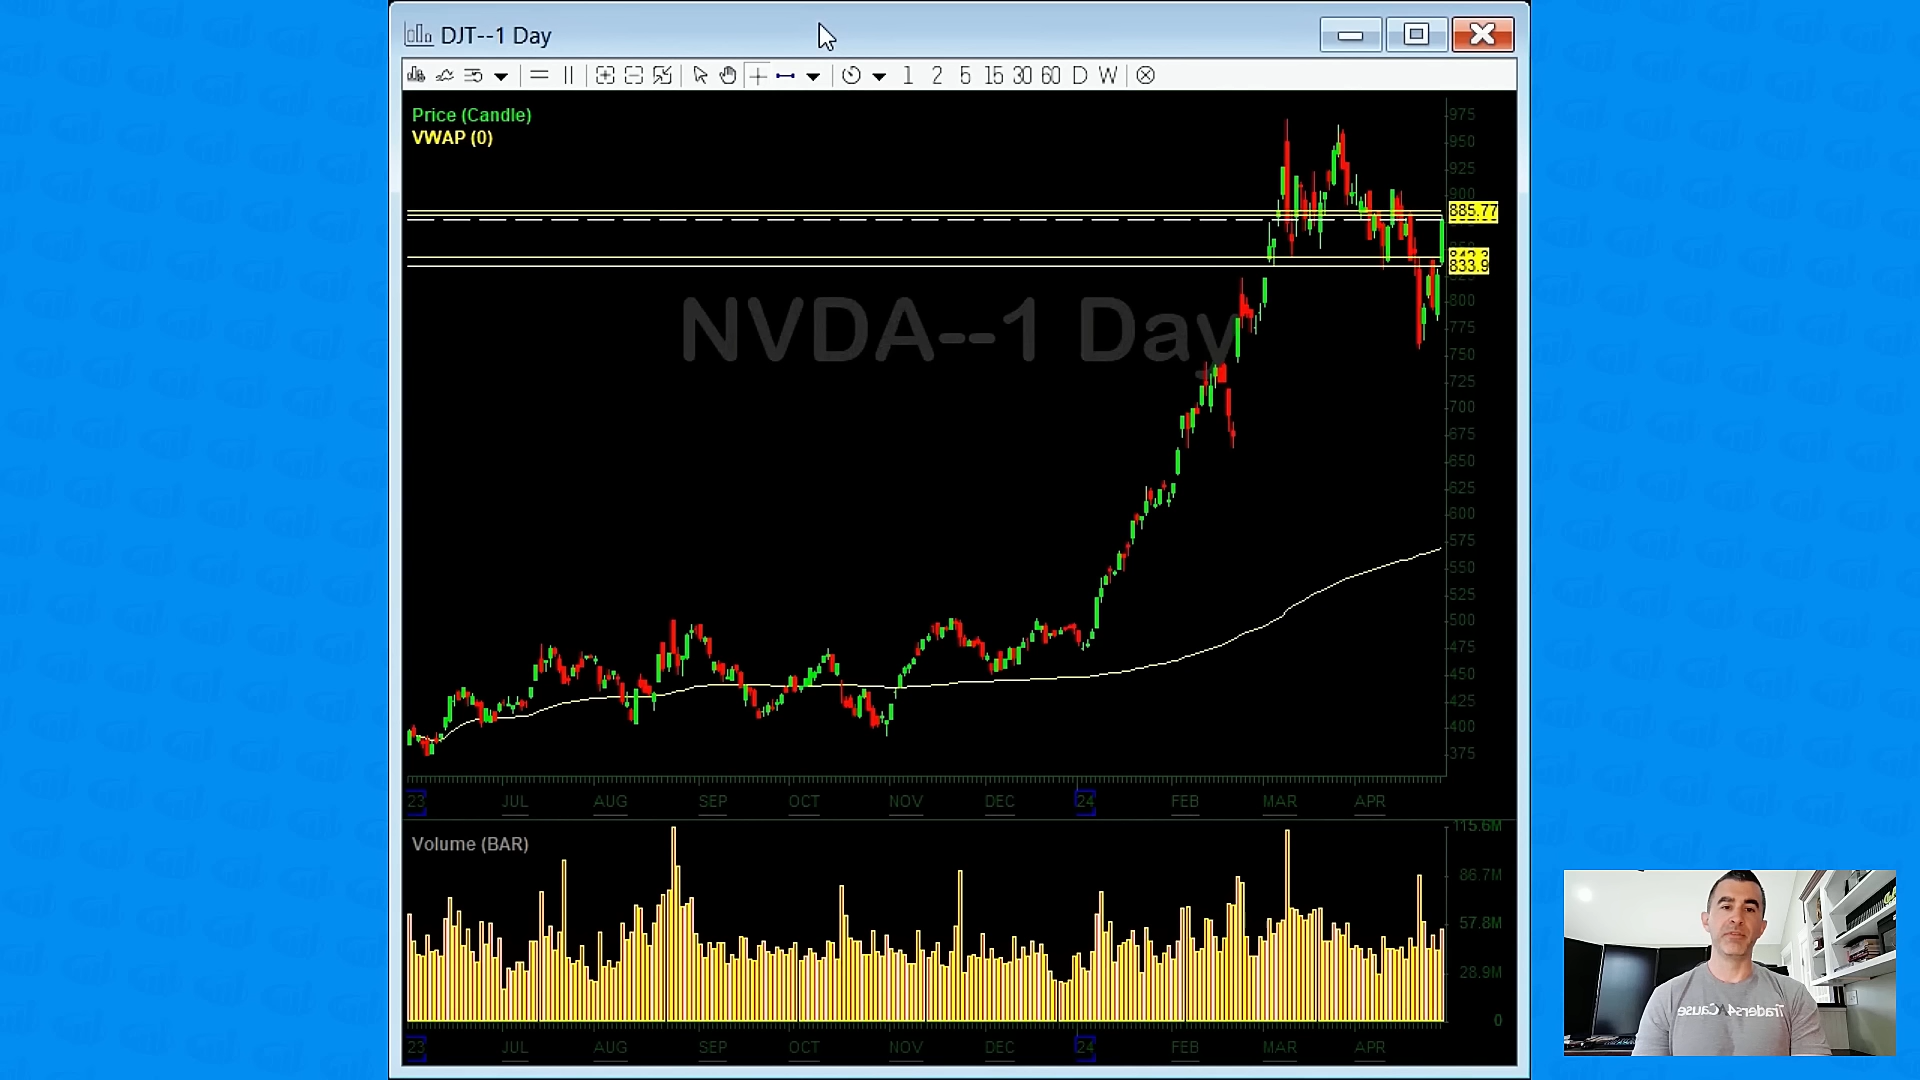 DJT--1 Day
1 2 5 15 30 60 D W
Price (Candle)
VWAP (0)
NVDA--1 Day
975
950
925
900
885.77
833.9
800
775
750
725
700
675
650
625
600
575
550
525
500
475
450
425
400
375
23 JUL AUG SEP OCT NOV DEC 24 FEB MAR APR
Volume (BAR)
115.6M
86.7M
57.8M
28.9M
0
23 JUL AUG SEP OCT NOV DEC 24 FEB MAR APR
Traders4ACause